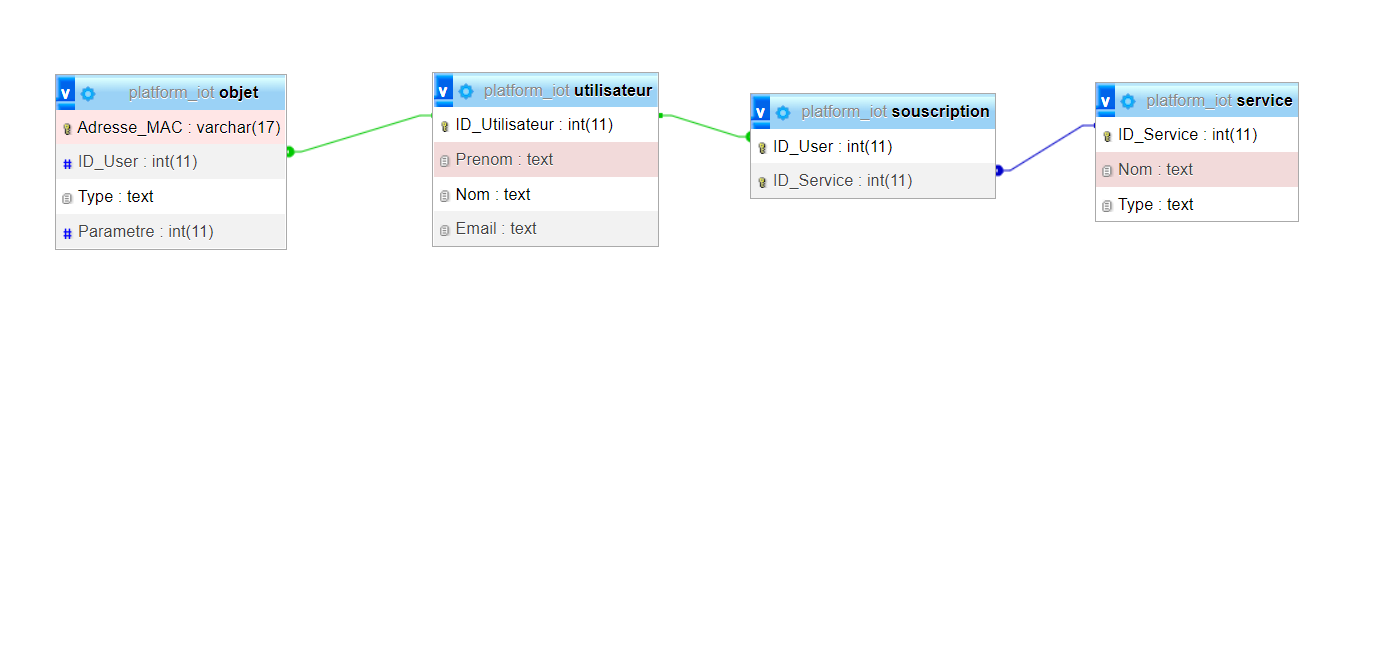 v platform_iot objet
Adresse_MAC : varchar(17)
# ID_User : int(11)
Type : text
# Parametre : int(11)
v platform_iot utilisateur
ID_Utilisateur : int(11)
Prenom : text
Nom : text
Email : text
v platform_iot souscription
ID_User : int(11)
ID_Service : int(11)
v platform_iot service
ID_Service : int(11)
Nom : text
Type : text